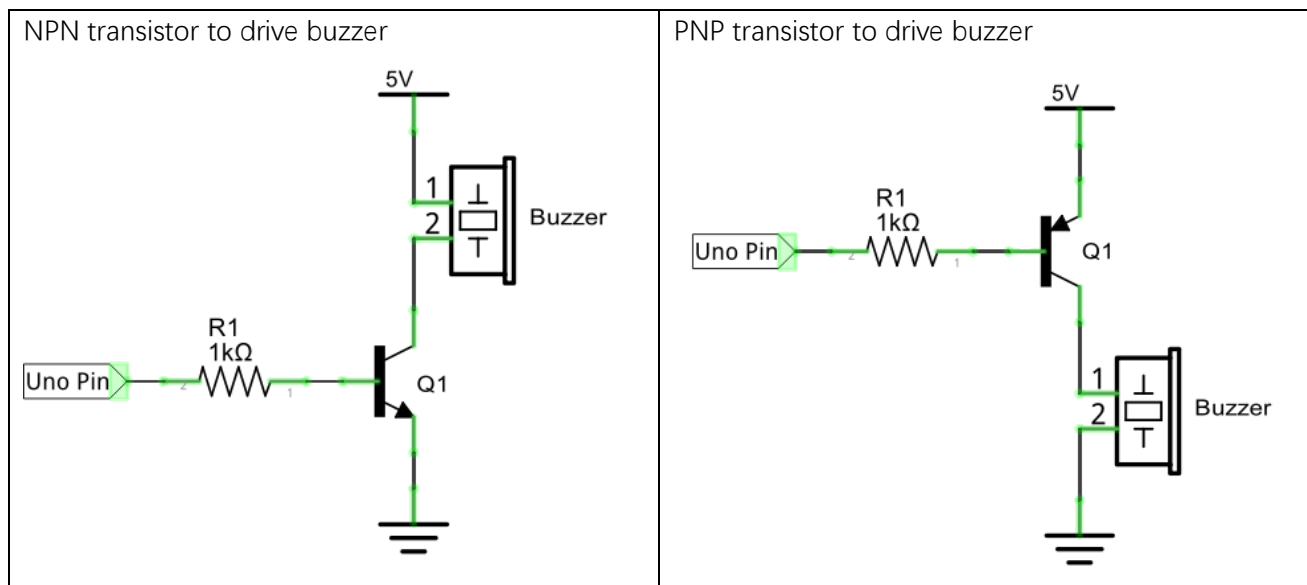 NPN transistor to drive buzzer
5V
1
2
Buzzer
R1
1kΩ
Uno Pin
2
1
Q1
PNP transistor to drive buzzer
5V
R1
1kΩ
Uno Pin
2
1
Q1
1
2
Buzzer